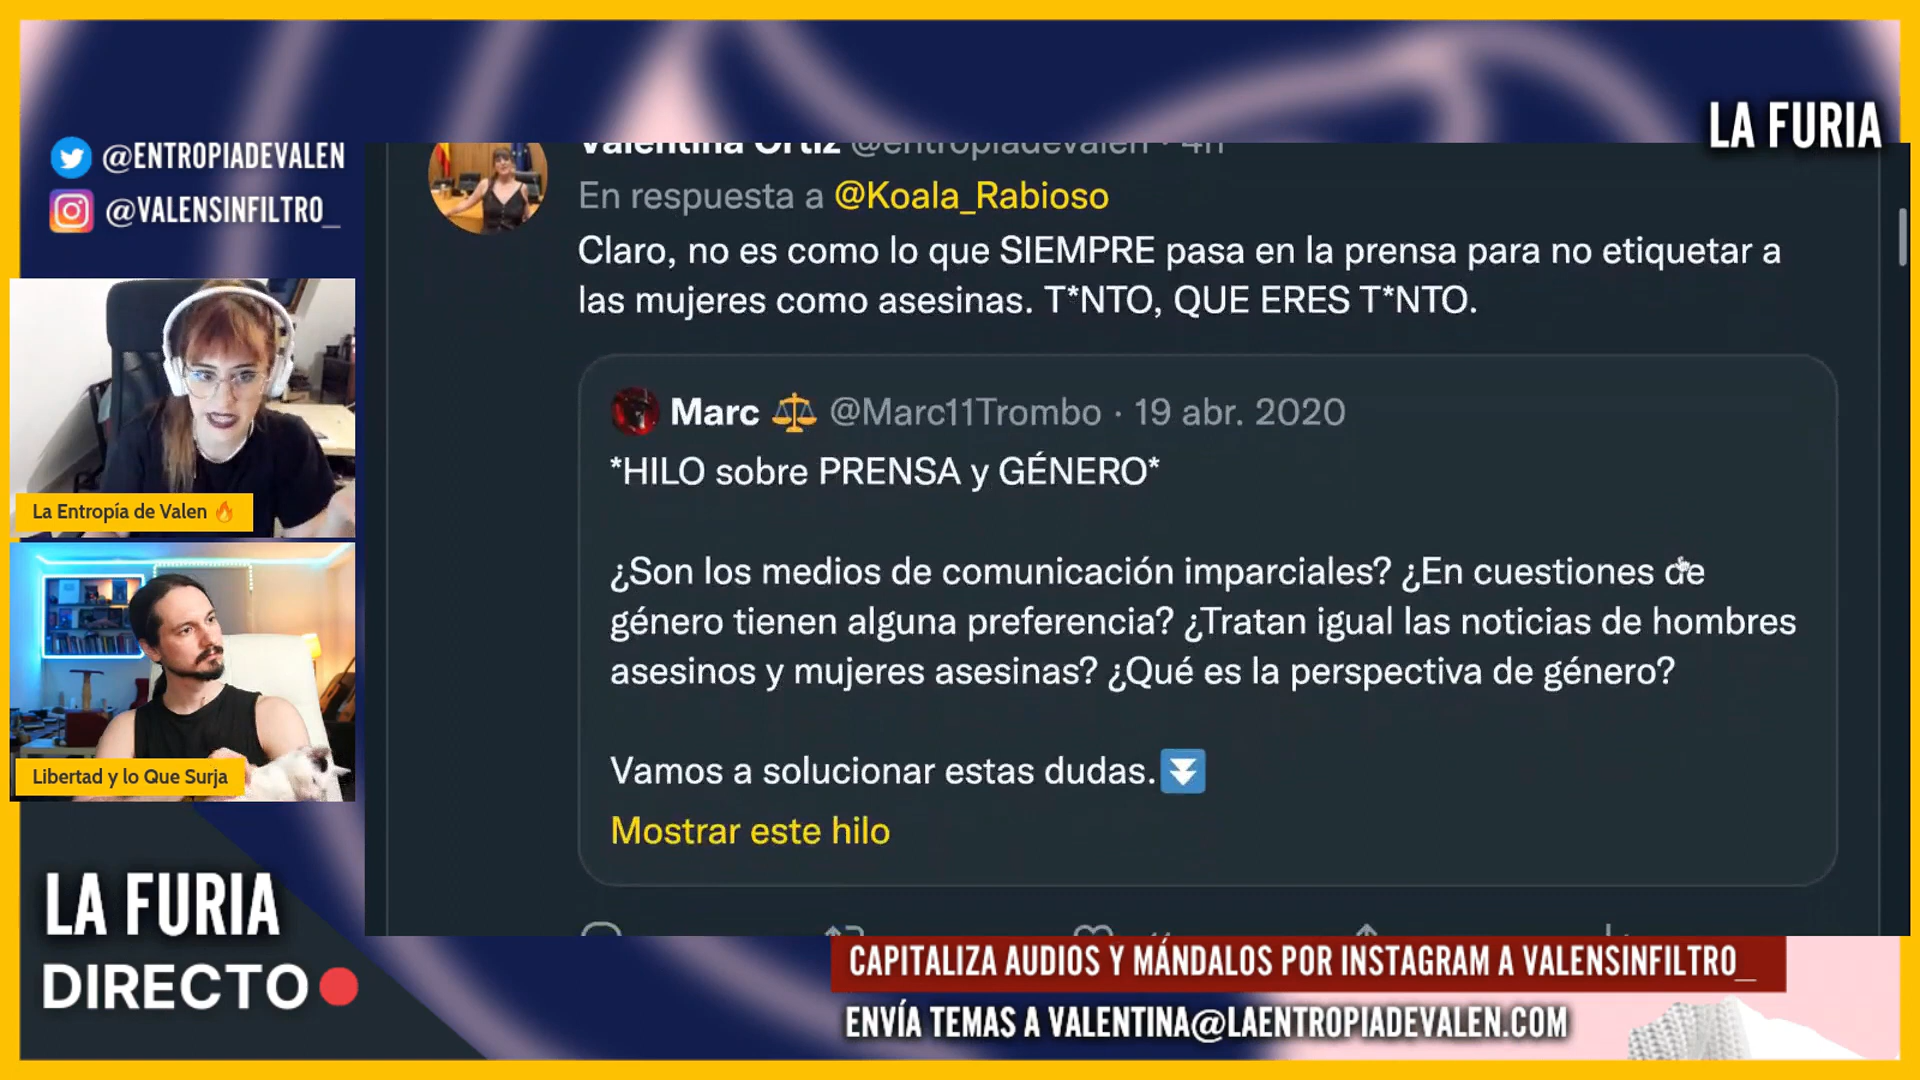 LA FURIA
@ENTROPIADEVALEN
@VALENSINFILTRO_
Valentina Ortiz @entropiadevalen · 4h
En respuesta a @Koala_Rabioso
Claro, no es como lo que SIEMPRE pasa en la prensa para no etiquetar a
las mujeres como asesinas. T*NTO, QUE ERES T*NTO.
Marc @Marc11Trombo · 19 abr. 2020
*HILO sobre PRENSA y GÉNERO*
¿Son los medios de comunicación imparciales? ¿En cuestiones de
género tienen alguna preferencia? ¿Tratan igual las noticias de hombres
asesinos y mujeres asesinas? ¿Qué es la perspectiva de género?
Vamos a solucionar estas dudas.
Mostrar este hilo
La Entropía de Valen
Libertad y lo Que Surja
LA FURIA
DIRECTO
CAPITALIZA AUDIOS Y MÁNDALOS POR INSTAGRAM A VALENSINFILTRO_
ENVÍA TEMAS A VALENTINA@LAENTROPIADEVALEN.COM